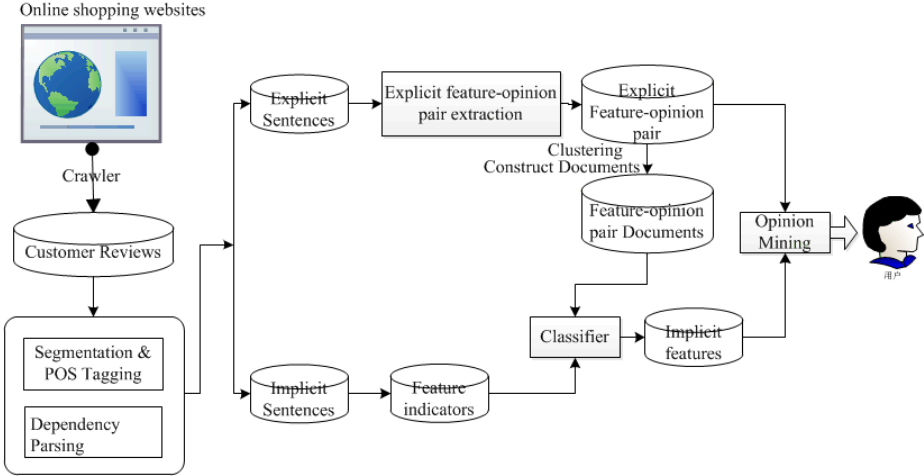 Online shopping websites
Crawler
Customer Reviews
Segmentation &
POS Tagging
Dependency
Parsing
Explicit
Sentences
Explicit feature-opinion
pair extraction
Explicit
Feature-opinion
pair
Clustering
Construct Documents
Feature-opinion
pair Documents
Implicit
Sentences
Feature
indicators
Classifier
Implicit
features
Opinion
Mining
用户